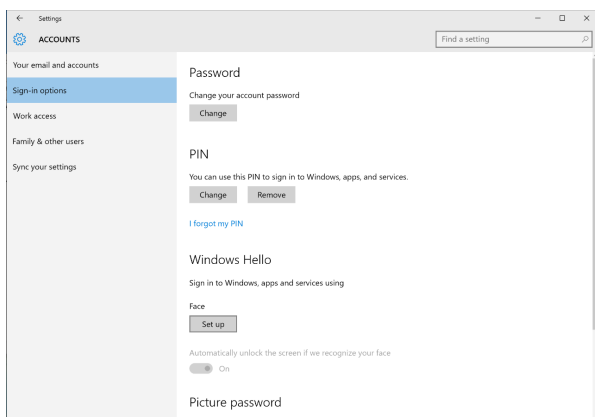 Settings
ACCOUNTS
Find a setting
Your email and accounts
Sign-in options
Work access
Family & other users
Sync your settings
Password
Change your account password
Change
PIN
You can use this PIN to sign in to Windows, apps, and services.
Change Remove
I forgot my PIN
Windows Hello
Sign in to Windows, apps and services using
Face
Set up
Automatically unlock the screen if we recognize your face
On
Picture password